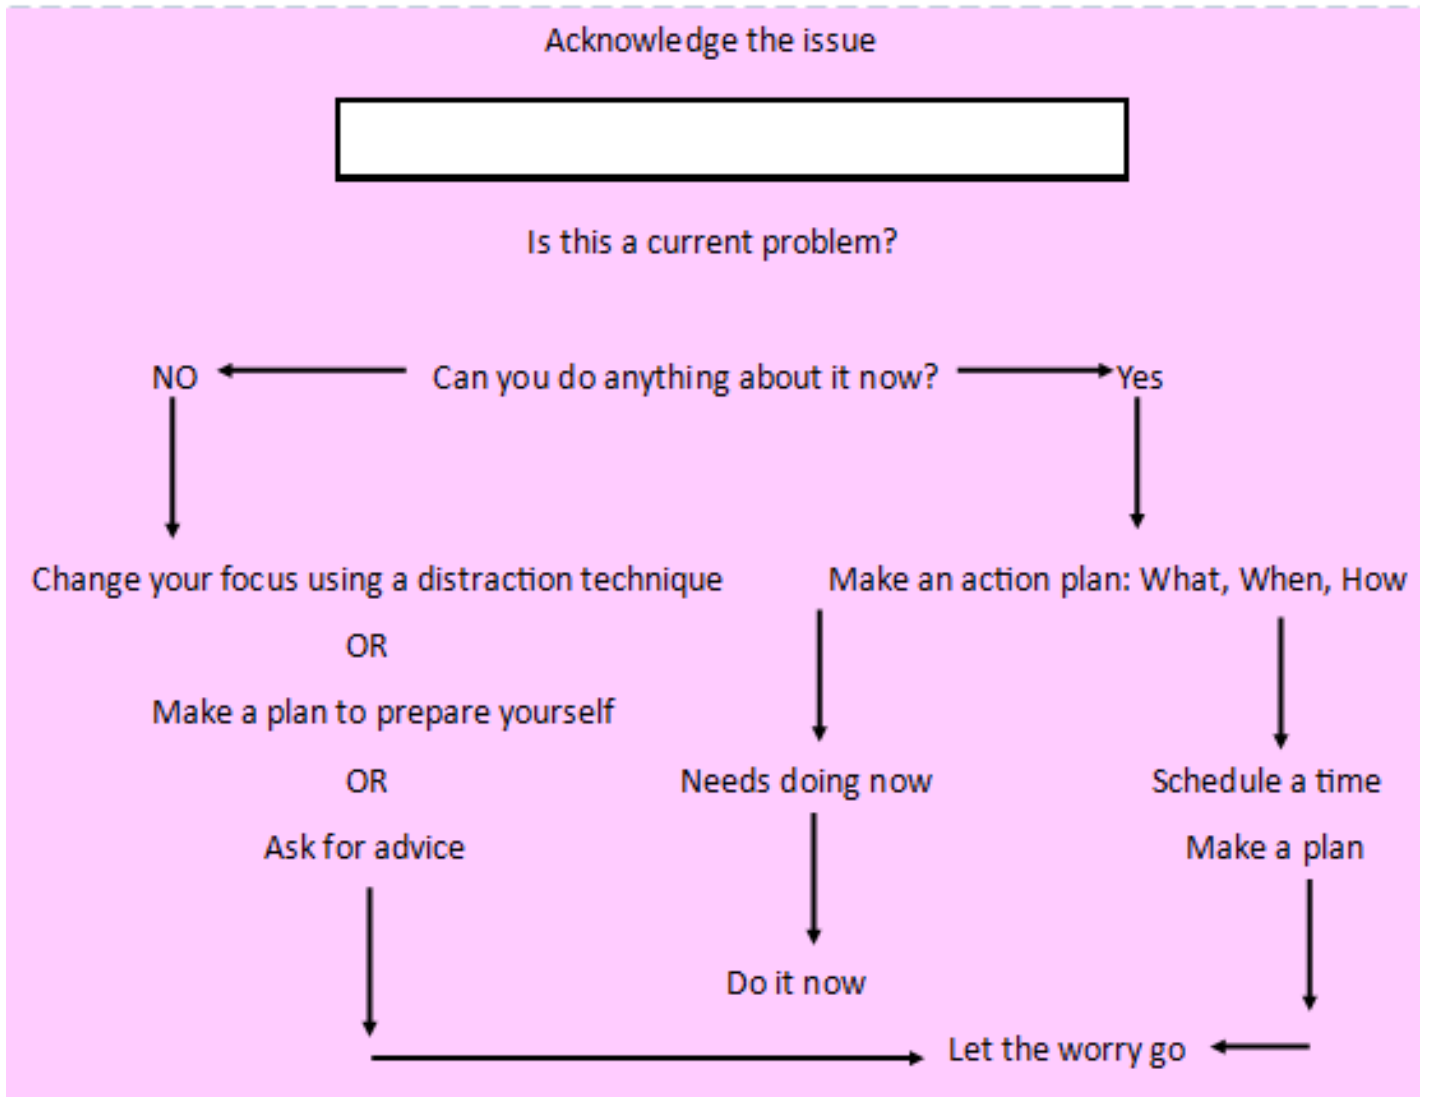 Acknowledge the issue
Is this a current problem?
NO Can you do anything about it now? Yes
Change your focus using a distraction technique
OR
Make a plan to prepare yourself
OR
Ask for advice
Make an action plan: What, When, How
Needs doing now
Do it now
Schedule a time
Make a plan
Let the worry go